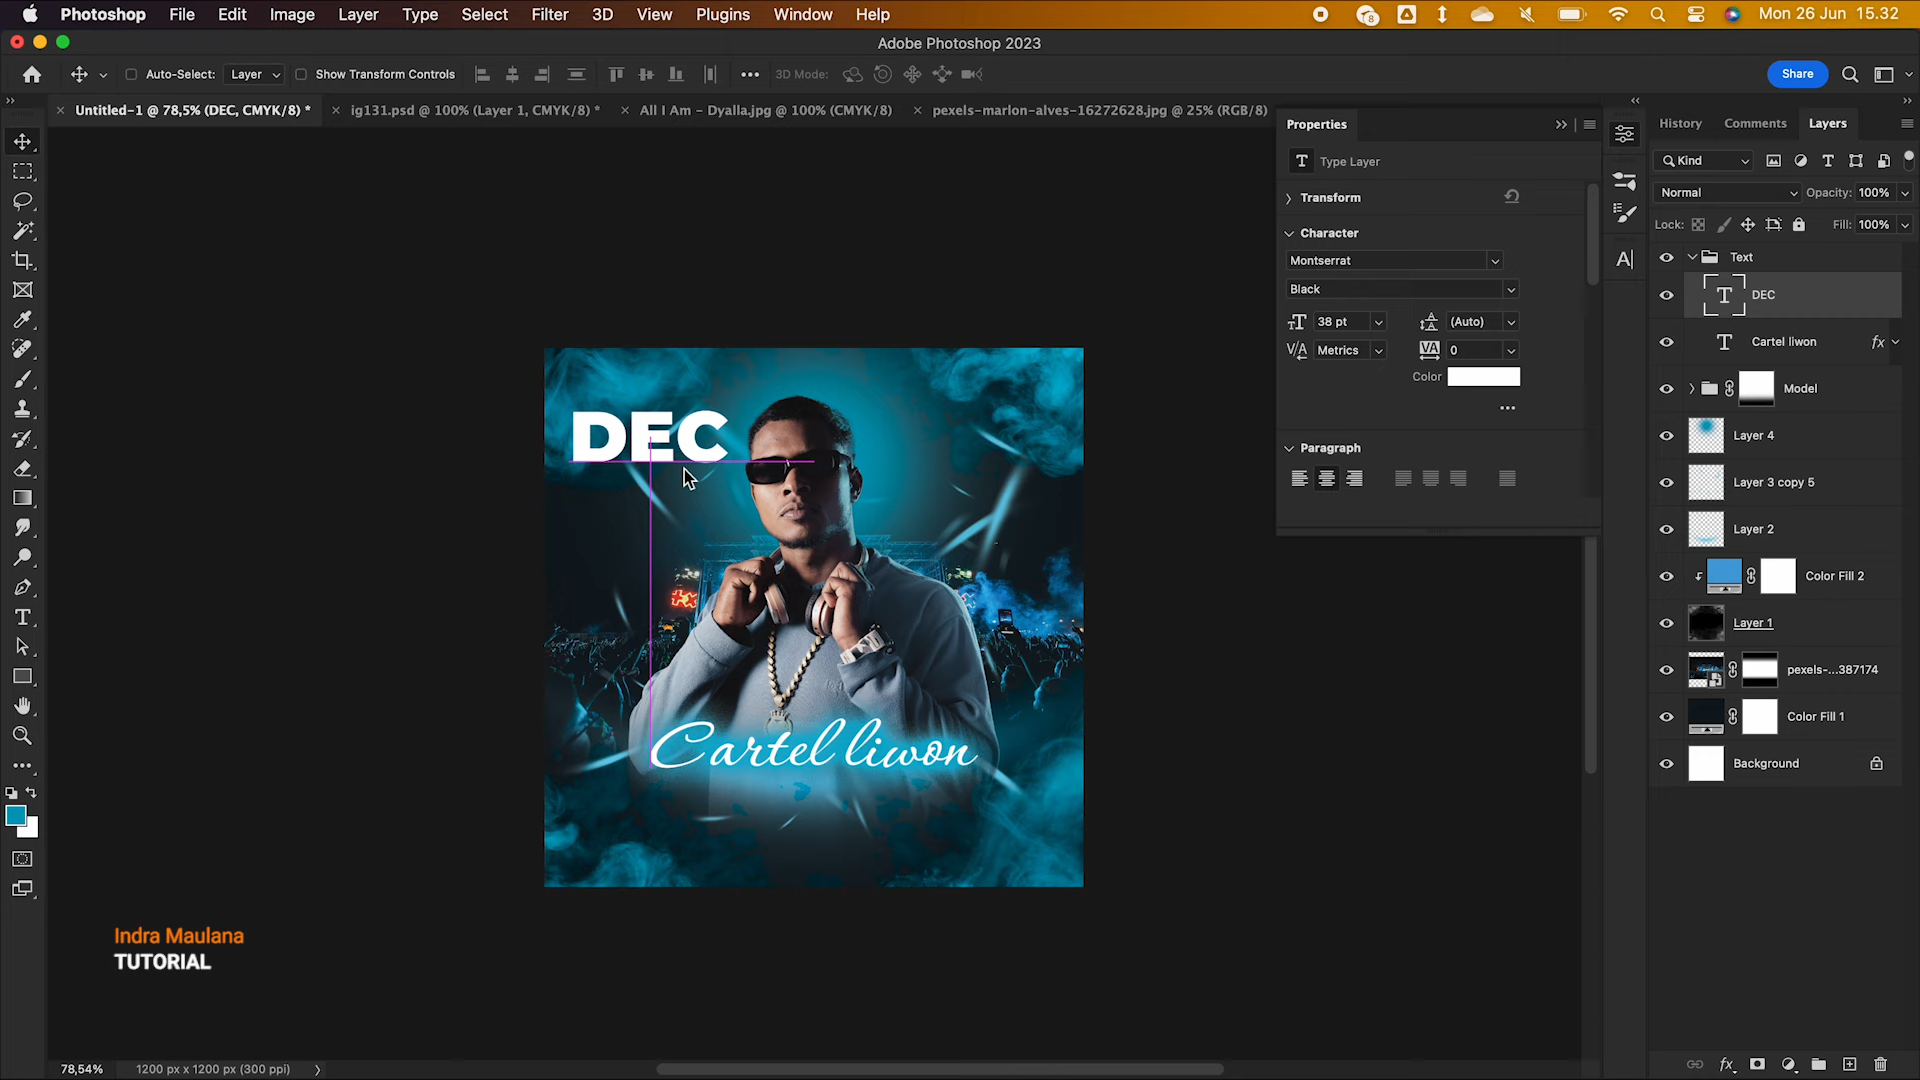 Photoshop File Edit Image Layer Type Select Filter 3D View Plugins Window Help 8 Mon 26 Jun 15.32
Adobe Photoshop 2023
Auto-Select: Layer Show Transform Controls 3D Mode: Share
Untitled-1 @ 78,5% (DEC, CMYK/8) * ig131.psd @ 100% (Layer 1, CMYK/8) * All I Am - Dyalla.jpg @ 100% (CMYK/8) pexels-marlon-alves-16272628.jpg @ 25% (RGB/8)
Properties
Type Layer
Transform
Character
Montserrat
Black
38 pt (Auto)
Metrics 0
Color
Paragraph
History Comments Layers
Kind
Normal Opacity: 100%
Lock: Fill: 100%
Text
DEC
Cartel liwon fx
Model
Layer 4
Layer 3 copy 5
Layer 2
Color Fill 2
Layer 1
pexels-...387174
Color Fill 1
Background
DEC
Cartel liwon
Indra Maulana
TUTORIAL
78,54% 1200 px x 1200 px (300 ppi)
fx